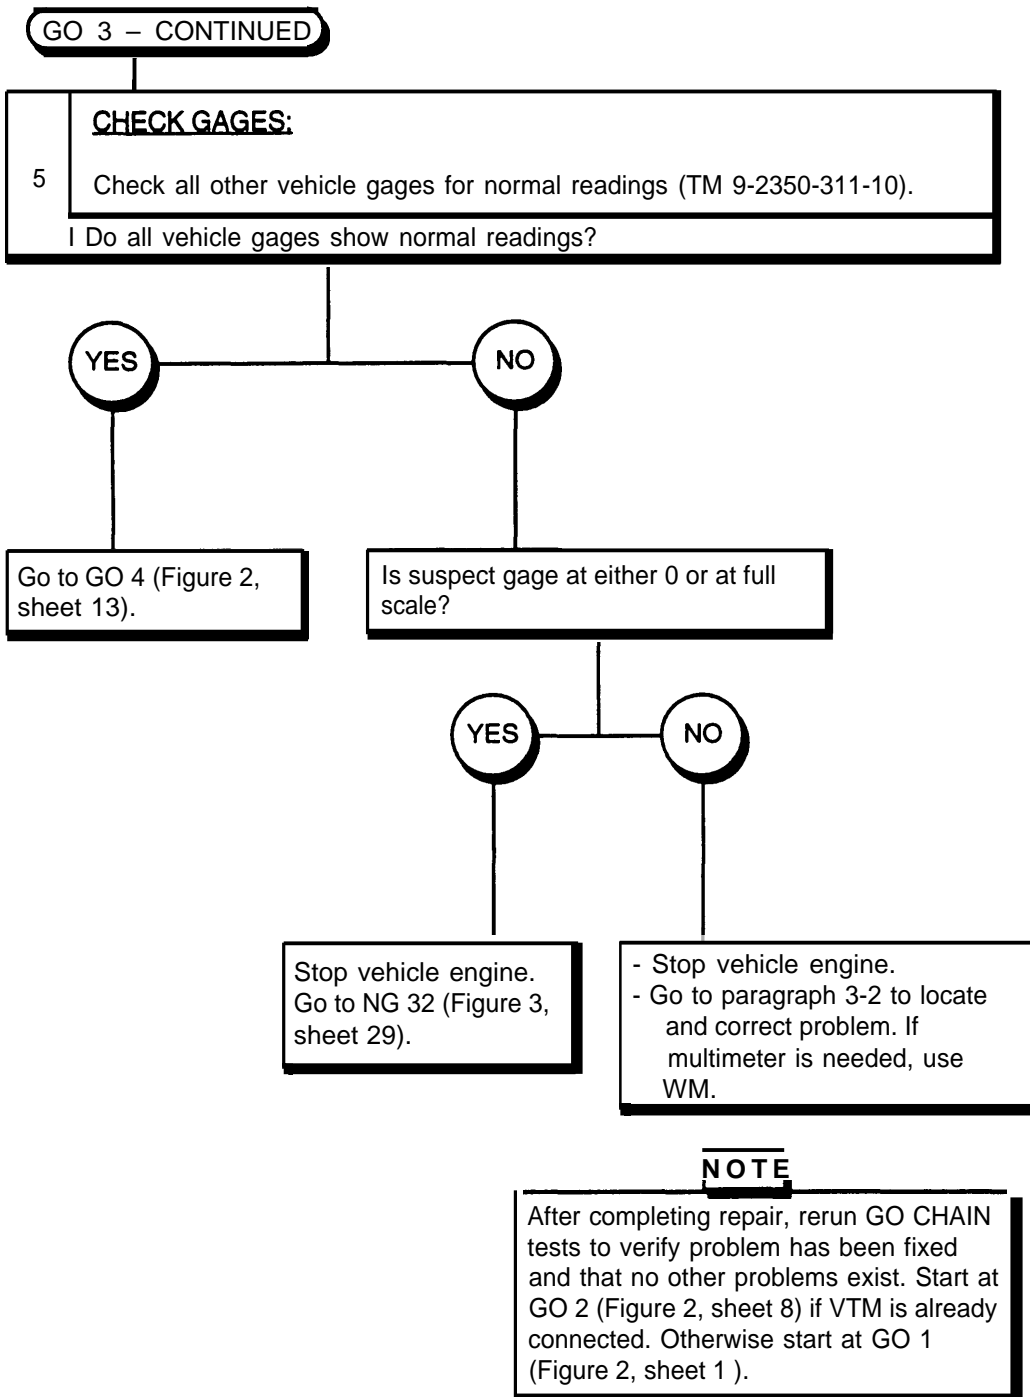 GO 3 – CONTINUED
CHECK GAGES:
5
Check all other vehicle gages for normal readings (TM 9-2350-311-10).
I Do all vehicle gages show normal readings?
YES
NO
Go to GO 4 (Figure 2,
sheet 13).
Is suspect gage at either 0 or at full
scale?
YES
NO
Stop vehicle engine.
Go to NG 32 (Figure 3,
sheet 29).
- Stop vehicle engine.
- Go to paragraph 3-2 to locate
and correct problem. If
multimeter is needed, use
WM.
NOTE
After completing repair, rerun GO CHAIN
tests to verify problem has been fixed
and that no other problems exist. Start at
GO 2 (Figure 2, sheet 8) if VTM is already
connected. Otherwise start at GO 1
(Figure 2, sheet 1 ).